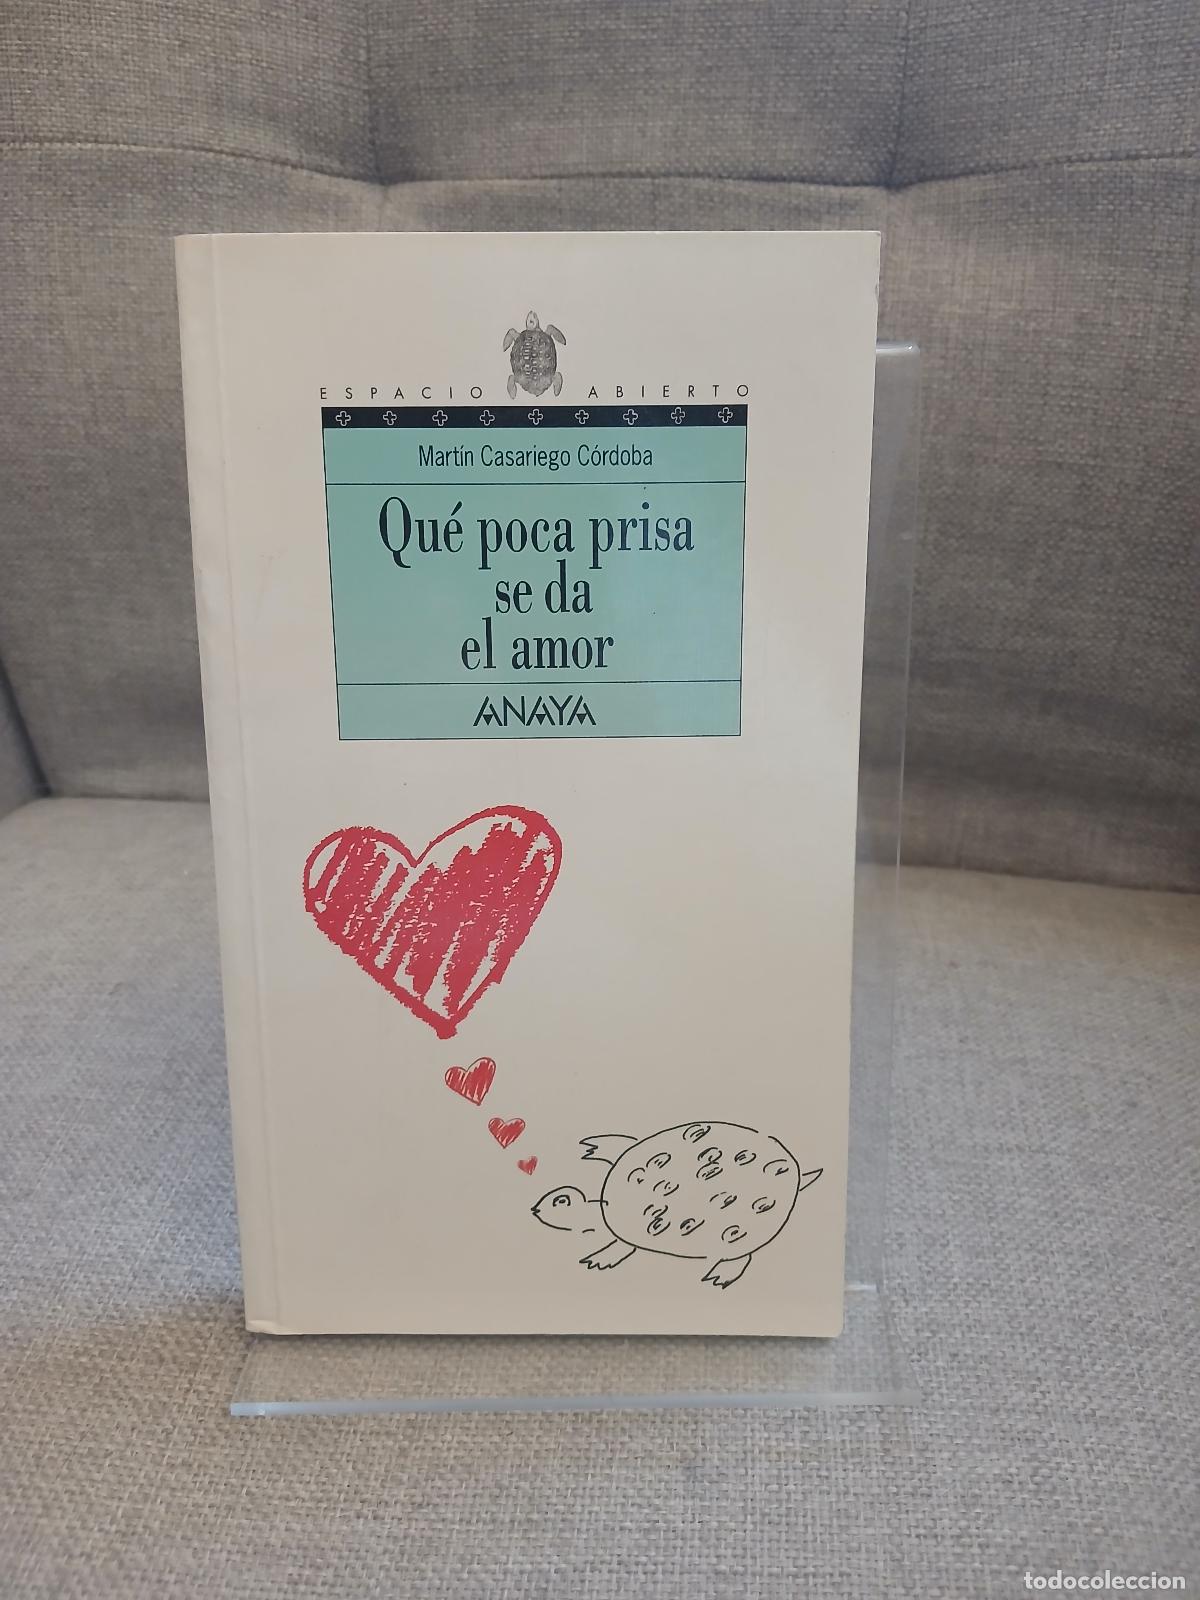 ESPACIO ABIERTO
Martín Casariego Córdoba
Qué poca prisa
se da
el amor
ANAYA
todocoleccion